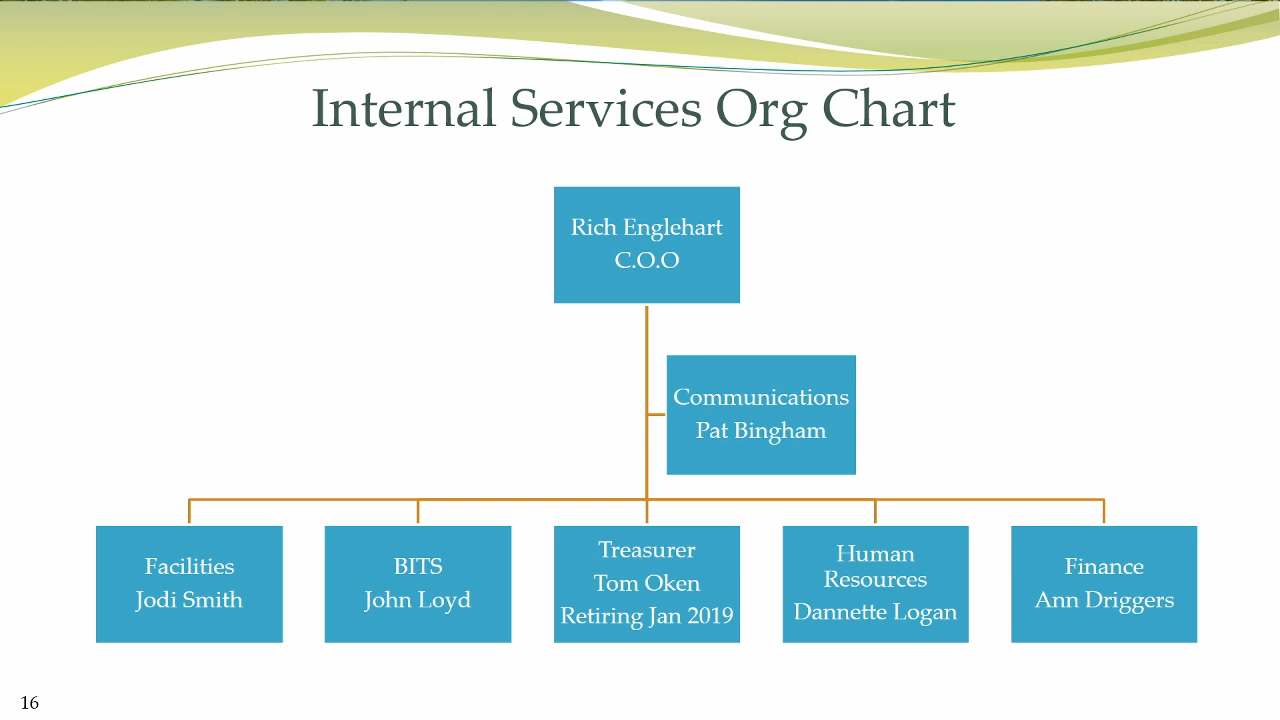 Internal Services Org Chart
Rich Englehart
C.O.O
Communications
Pat Bingham
Facilities
Jodi Smith
BITS
John Loyd
Treasurer
Tom Oken
Retiring Jan 2019
Human
Resources
Dannette Logan
Finance
Ann Driggers
16